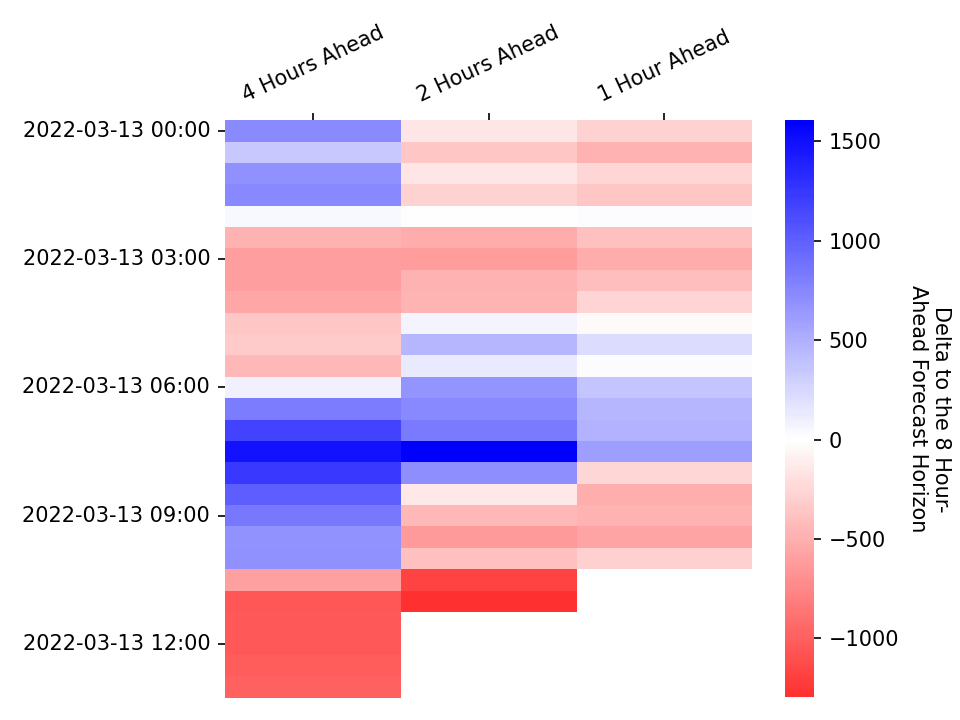 4 Hours Ahead
2 Hours Ahead
1 Hour Ahead
2022-03-13 00:00
2022-03-13 03:00
2022-03-13 06:00
2022-03-13 09:00
2022-03-13 12:00
1500
1000
500
0
−500
−1000
Delta to the 8 Hour-
Ahead Forecast Horizon